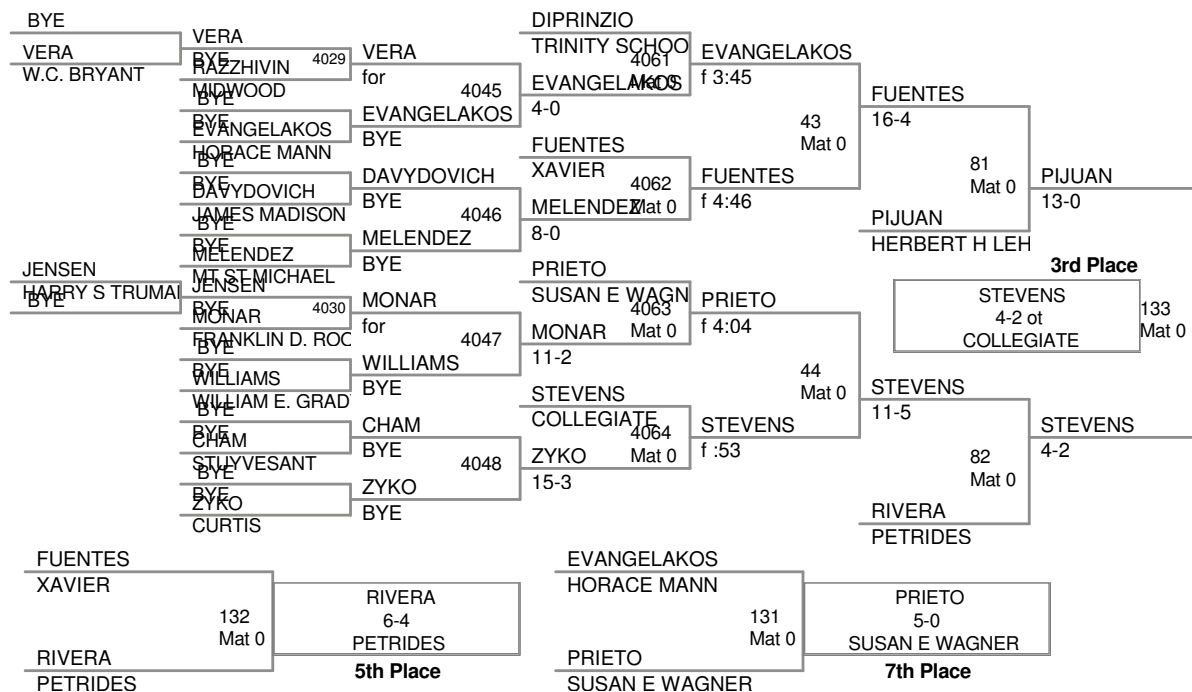 BYE
VERA
W.C. BRYANT
JENSEN
HARRY S TRUMAI
BYE
VERA
BYE
4029
RAZZHIVIN
MIDWOOD
BYE
BYE
EVANGELAKOS
HORACE MANN
BYE
BYE
DAVYDOVICH
JAMES MADISON
BYE
BYE
MELENDEZ
MT ST MICHAEL
JENSEN
BYE
4030
MONAR
FRANKLIN D. ROO
BYE
BYE
WILLIAMS
WILLIAM E. GRADY
BYE
BYE
CHAM
STUYVESANT
BYE
BYE
ZYKO
CURTIS
VERA
for
4045
EVANGELAKOS
BYE
DAVYDOVICH
BYE
4046
MELENDEZ
BYE
MONAR
for
4047
WILLIAMS
BYE
CHAM
BYE
4048
ZYKO
BYE
DIPRINZIO
TRINITY SCHOO
4061
Mat 0
EVANGELAKOS
4-0
FUENTES
XAVIER
4062
Mat 0
MELENDEZ
8-0
PRIETO
SUSAN E WAGN
4063
Mat 0
MONAR
11-2
STEVENS
COLLEGIATE
4064
Mat 0
ZYKO
15-3
EVANGELAKOS
f 3:45
43
Mat 0
FUENTES
f 4:46
PRIETO
f 4:04
44
Mat 0
STEVENS
f :53
FUENTES
16-4
81
Mat 0
PIJUAN
HERBERT H LEH
STEVENS
11-5
82
Mat 0
RIVERA
PETRIDES
PIJUAN
13-0
3rd Place
STEVENS
4-2 ot
COLLEGIATE
133
Mat 0
STEVENS
4-2
FUENTES
XAVIER
132
Mat 0
RIVERA
PETRIDES
RIVERA
6-4
PETRIDES
5th Place
EVANGELAKOS
HORACE MANN
131
Mat 0
PRIETO
SUSAN E WAGNER
PRIETO
5-0
SUSAN E WAGNER
7th Place